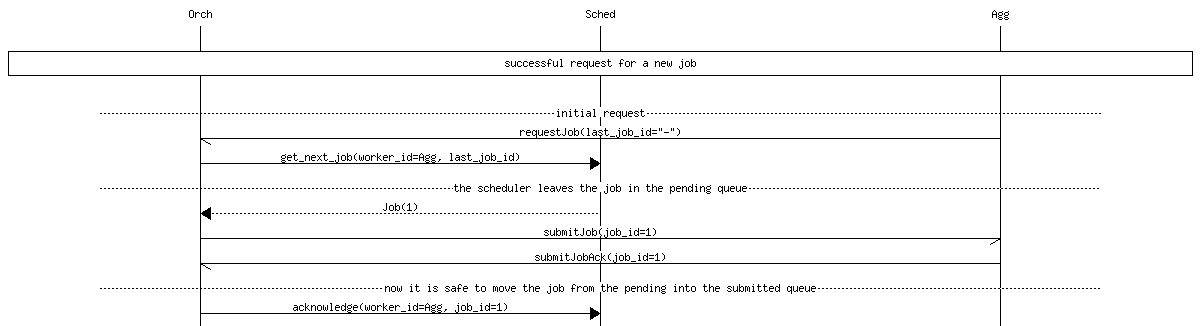 Orch Sched Agg
successful request for a new job
initial request
requestJob(last_job_id="-")
get_next_job(worker_id=Agg, last_job_id)
the scheduler leaves the job in the pending queue
Job(1)
submitJob(job_id=1)
submitJobAck(job_id=1)
now it is safe to move the job from the pending into the submitted queue
acknowledge(worker_id=Agg, job_id=1)